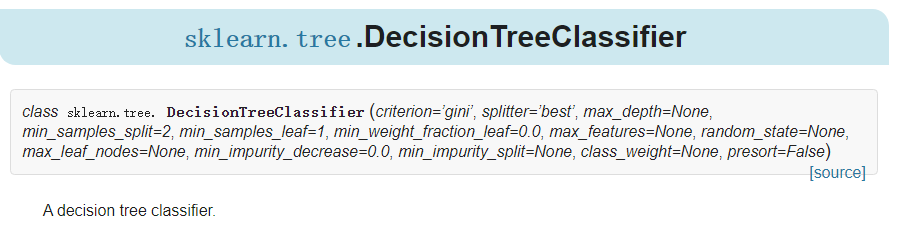 sklearn.tree.DecisionTreeClassifier
class sklearn.tree. DecisionTreeClassifier (criterion=’gini’, splitter=’best’, max_depth=None,
min_samples_split=2, min_samples_leaf=1, min_weight_fraction_leaf=0.0, max_features=None, random_state=None,
max_leaf_nodes=None, min_impurity_decrease=0.0, min_impurity_split=None, class_weight=None, presort=False)
[source]
A decision tree classifier.